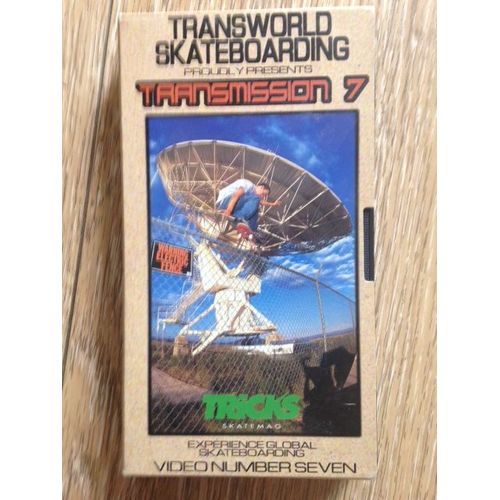 TRANSWORLD
SKATEBOARDING
PROUDLY PRESENTS
TRANSMISSION 7
WARNING
ELECTRIC
FENCE
TRiCKS
SKATEMAG
EXPERIENCE GLOBAL
SKATEBOARDING
VIDEO NUMBER SEVEN